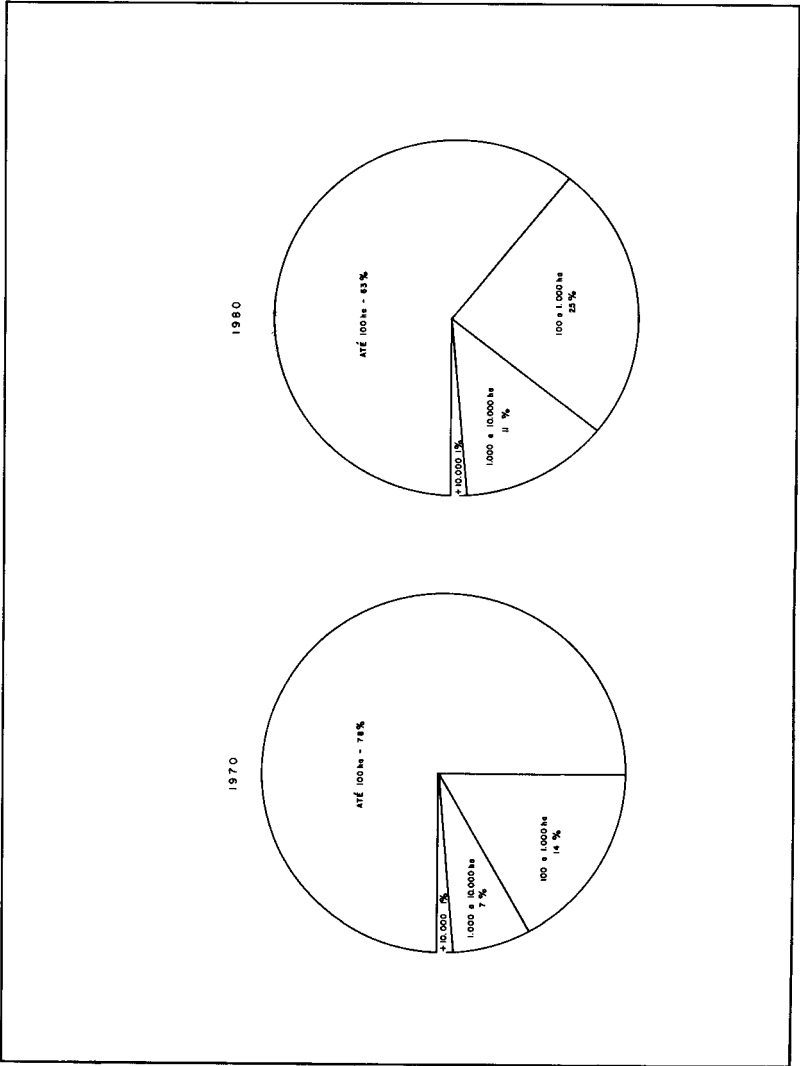 1970
ATÉ 100 ha - 78%
+10.000 1%
1.000 a 10.000 ha
7 %
100 a 1.000 ha
14 %
1980
ATÉ 100 ha - 63%
+10.000 1%
1.000 a 10.000 ha
11 %
100 a 1.000 ha
25 %